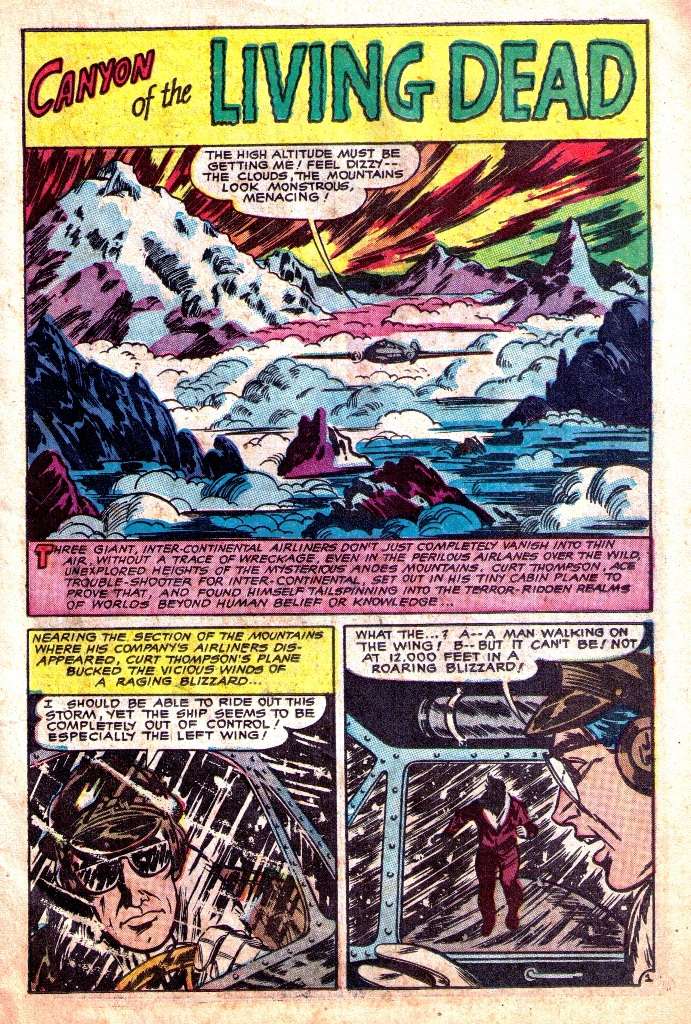 CANYON
of the
LIVING DEAD
THE HIGH ALTITUDE MUST BE
GETTING ME! FEEL DIZZY--
THE CLOUDS, THE MOUNTAINS
LOOK MONSTROUS,
MENACING!
THREE GIANT, INTER-CONTINENTAL AIRLINERS DON'T JUST COMPLETELY VANISH INTO THIN
AIR WITHOUT A TRACE OF WRECKAGE. EVEN IN THE PERILOUS AIRLANES OVER THE WILD,
UNEXPLORED HEIGHTS OF THE MYSTERIOUS ANDES MOUNTAINS. CURT THOMPSON, ACE
TROUBLE-SHOOTER FOR INTER-CONTINENTAL, SET OUT IN HIS TINY CABIN PLANE TO
PROVE THAT, AND FOUND HIMSELF TAILSPINNING INTO THE TERROR-RIDDEN REALMS
OF WORLDS BEYOND HUMAN BELIEF OR KNOWLEDGE...
NEARING THE SECTION OF THE MOUNTAINS
WHERE HIS COMPANY'S AIRLINERS DIS-
APPEARED, CURT THOMPSON'S PLANE
BUCKED THE VICIOUS WINDS OF
A RAGING BLIZZARD...
I SHOULD BE ABLE TO RIDE OUT THIS
STORM, YET THE SHIP SEEMS TO BE
COMPLETELY OUT OF CONTROL!
ESPECIALLY THE LEFT WING!
WHAT THE...? A--A MAN WALKING ON
THE WING! B--BUT IT CAN'T BE! NOT
AT 12,000 FEET IN A
ROARING BLIZZARD!
1